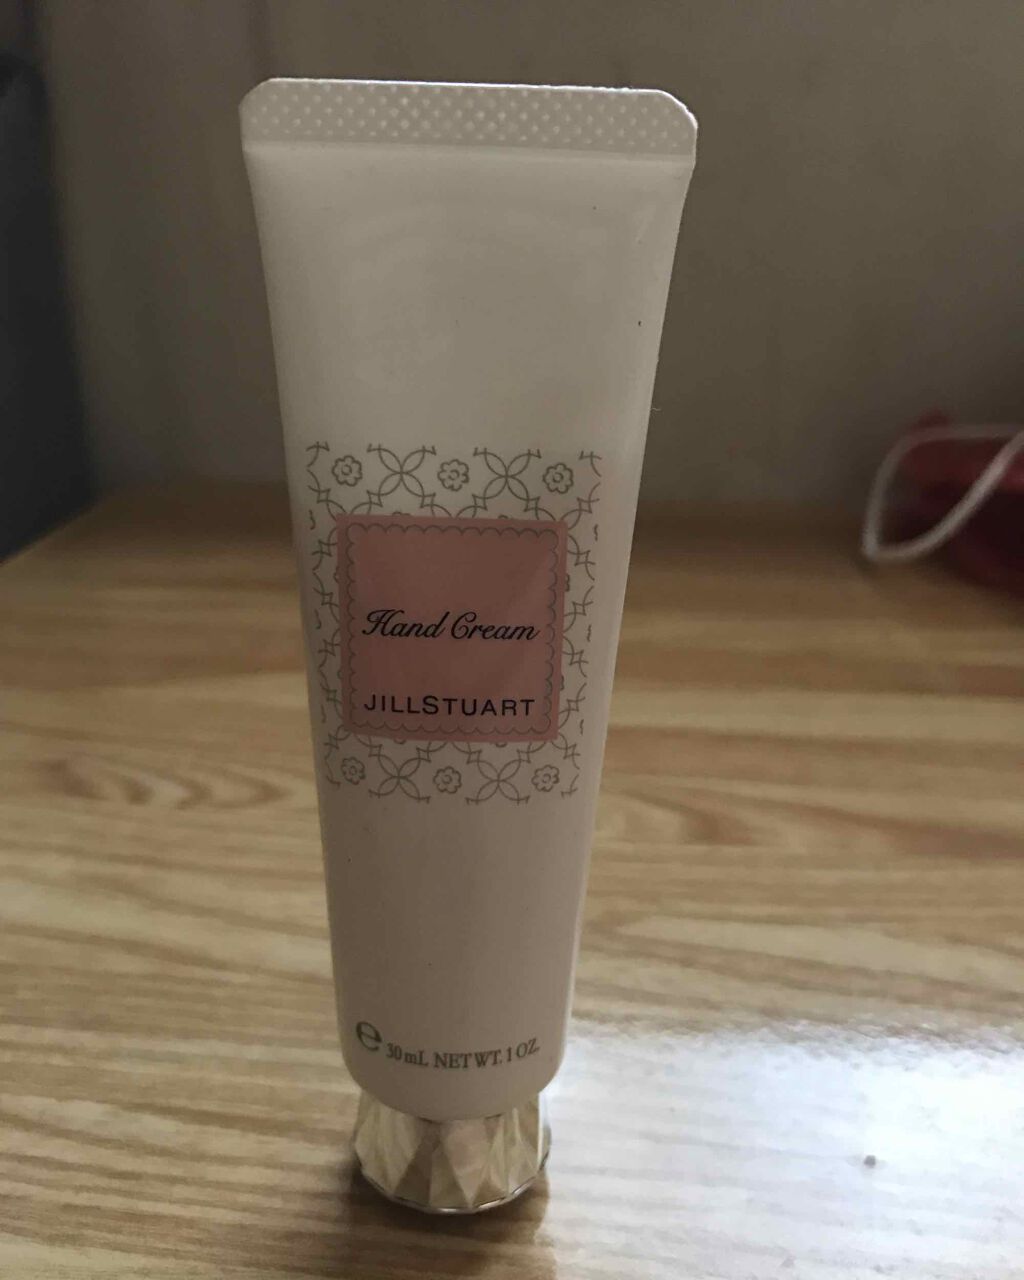 Hand Cream
JILLSTUART
℮ 30 mL NET WT. 1 OZ.